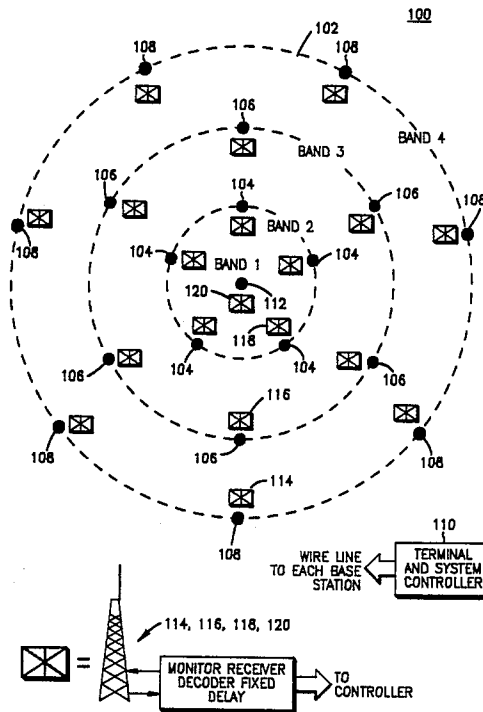 100
102
108
108
106
BAND 4
BAND 3
106
106
104
108
BAND 2
104
104
108
BAND 1
120
112
118
104
104
106
106
116
108
106
108
114
108
110
WIRE LINE
TO EACH BASE
STATION
TERMINAL
AND SYSTEM
CONTROLLER
114, 116, 118, 120
=
MONITOR RECEIVER
DECODER FIXED
DELAY
TO
CONTROLLER